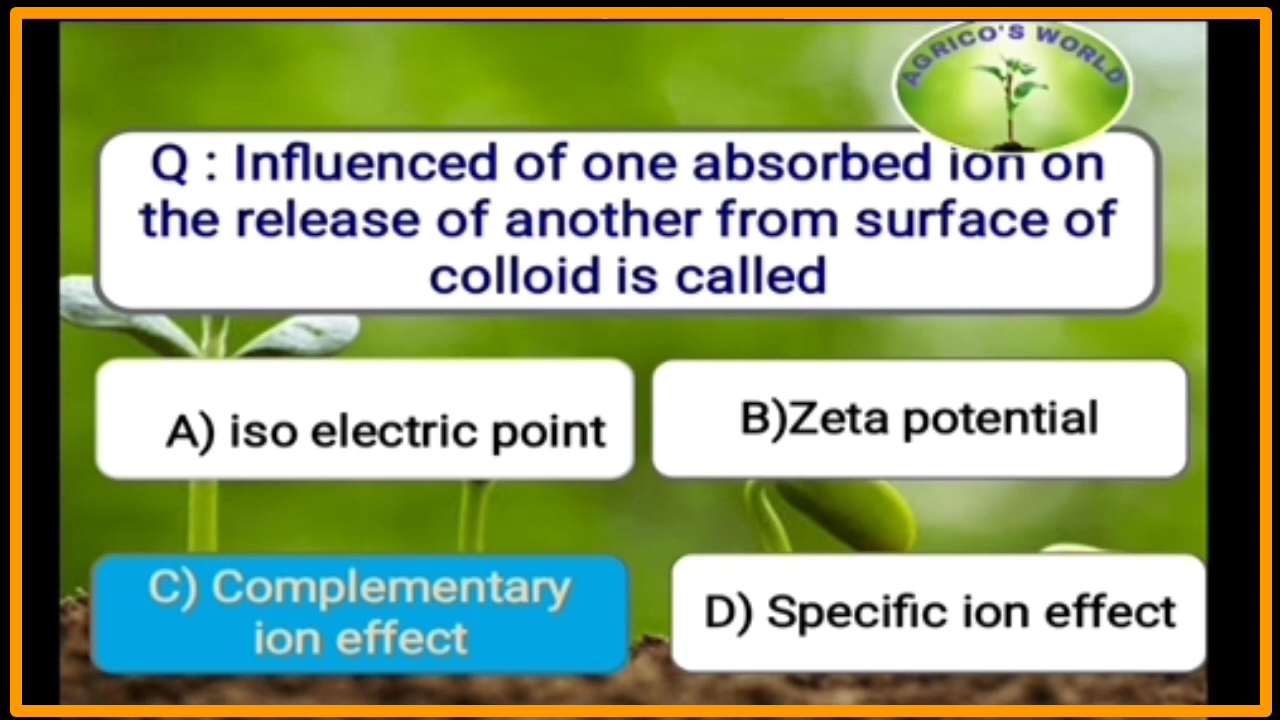 AGRICO'S WORLD
Q : Influenced of one absorbed ion on
the release of another from surface of
colloid is called
A) iso electric point
B)Zeta potential
C) Complementary
ion effect
D) Specific ion effect